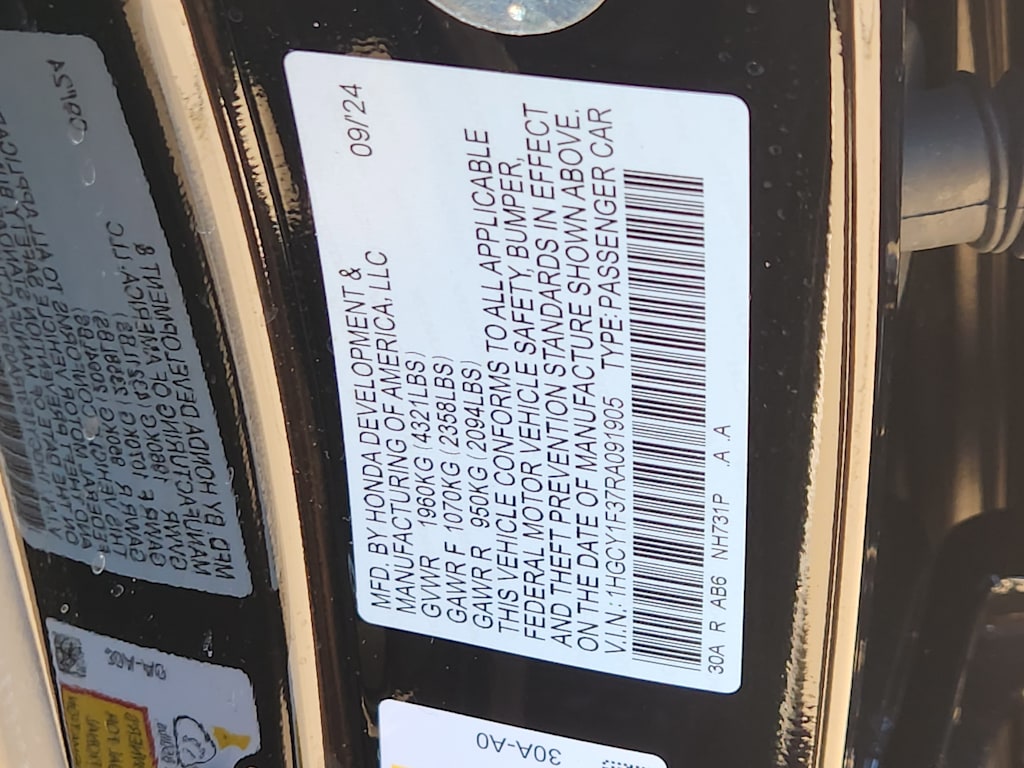 09/'24
MFD. BY HONDA DEVELOPMENT &
MANUFACTURING OF AMERICA, LLC
GVWR 1960KG (4321LBS)
GAWR F 1070KG (2358LBS)
GAWR R 950KG (2094LBS)
THIS VEHICLE CONFORMS TO ALL APPLICABLE
FEDERAL MOTOR VEHICLE SAFETY, BUMPER,
AND THEFT PREVENTION STANDARDS IN EFFECT
ON THE DATE OF MANUFACTURE SHOWN ABOVE.
V.I.N.: 1HGCY1F37RA091905 TYPE: PASSENGER CAR
30A R AB6 NH731P .A .A
30A-A0